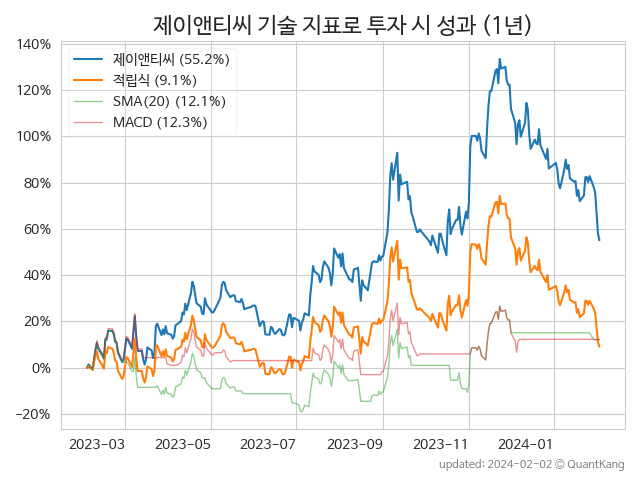 제이앤티씨 기술 지표로 투자 시 성과 (1년)
140%
120%
100%
80%
60%
40%
20%
0%
−20%
제이앤티씨 (55.2%)
적립식 (9.1%)
SMA(20) (12.1%)
MACD (12.3%)
2023-03
2023-05
2023-07
2023-09
2023-11
2024-01
updated: 2024-02-02 © QuantKang